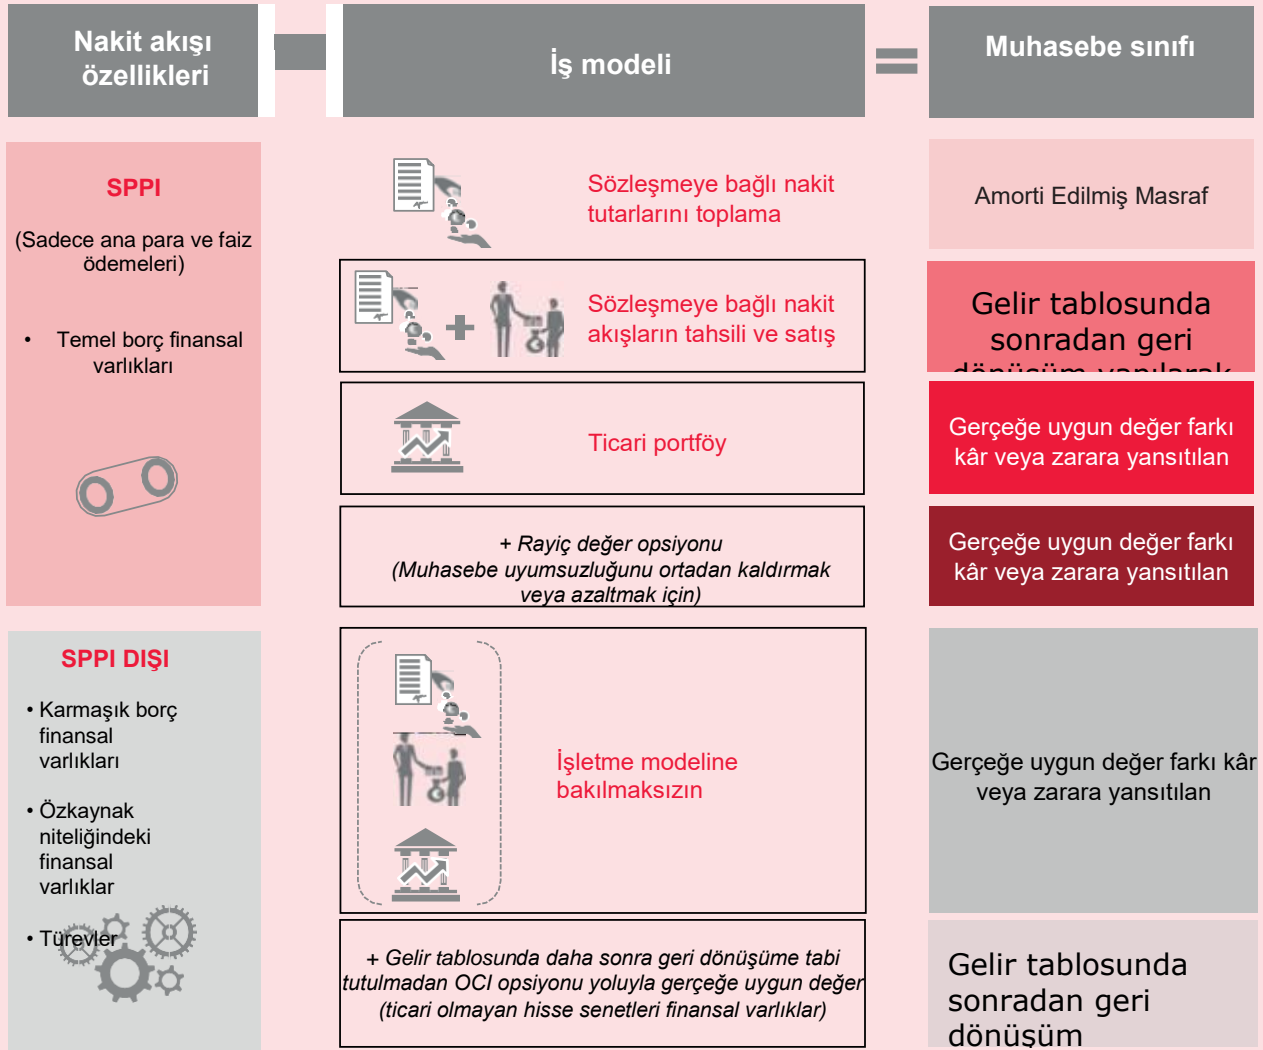 Nakit akışı
özellikleri
İş modeli
Muhasebe sınıfı
SPPI
(Sadece ana para ve faiz
ödemeleri)
• Temel borç finansal
varlıkları
Sözleşmeye bağlı nakit
tutarlarını toplama
Amorti Edilmiş Masraf
Sözleşmeye bağlı nakit
akışların tahsili ve satış
Gelir tablosunda
sonradan geri
dönüşüm yapılarak
Ticari portföy
Gerçeğe uygun değer farkı
kâr veya zarara yansıtılan
+ Rayiç değer opsiyonu
(Muhasebe uyumsuzluğunu ortadan kaldırmak
veya azaltmak için)
Gerçeğe uygun değer farkı
kâr veya zarara yansıtılan
SPPI DIŞI
• Karmaşık borç
finansal
varlıkları
• Özkaynak
niteliğindeki
finansal
varlıklar
• Türevler
İşletme modeline
bakılmaksızın
Gerçeğe uygun değer farkı kâr
veya zarara yansıtılan
+ Gelir tablosunda daha sonra geri dönüşüme tabi
tutulmadan OCI opsiyonu yoluyla gerçeğe uygun değer
(ticari olmayan hisse senetleri finansal varlıklar)
Gelir tablosunda
sonradan geri
dönüşüm